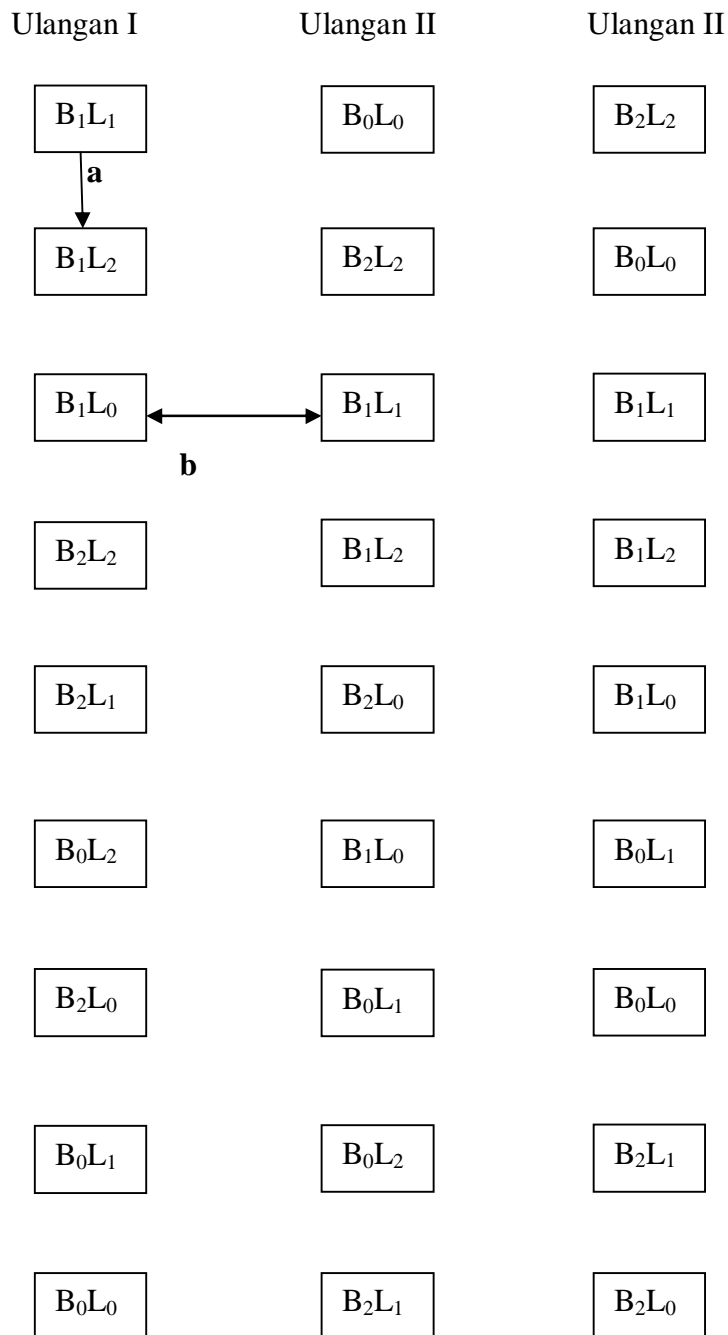 Ulangan I Ulangan II Ulangan II
B₁L₁ B₀L₀ B₂L₂
a
B₁L₂ B₂L₂ B₀L₀
B₁L₀ B₁L₁ B₁L₁
b
B₂L₂ B₁L₂ B₁L₂
B₂L₁ B₂L₀ B₁L₀
B₀L₂ B₁L₀ B₀L₁
B₂L₀ B₀L₁ B₀L₀
B₀L₁ B₀L₂ B₂L₁
B₀L₀ B₂L₁ B₂L₀